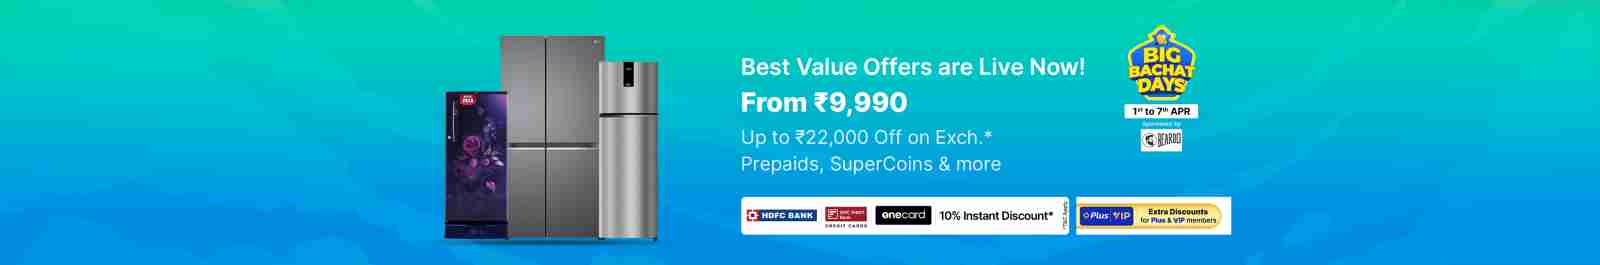 Best Value Offers are Live Now!
From ₹9,990
Up to ₹22,000 Off on Exch.*
Prepaids, SuperCoins & more
HDFC BANK
CREDIT CARDS
onecard
10% Instant Discount*
*T&C Apply
Plus VIP
Extra Discounts
for Plus & VIP members
BIG
BACHAT
DAYS
1st to 7th APR
Sponsored by
BEARDO